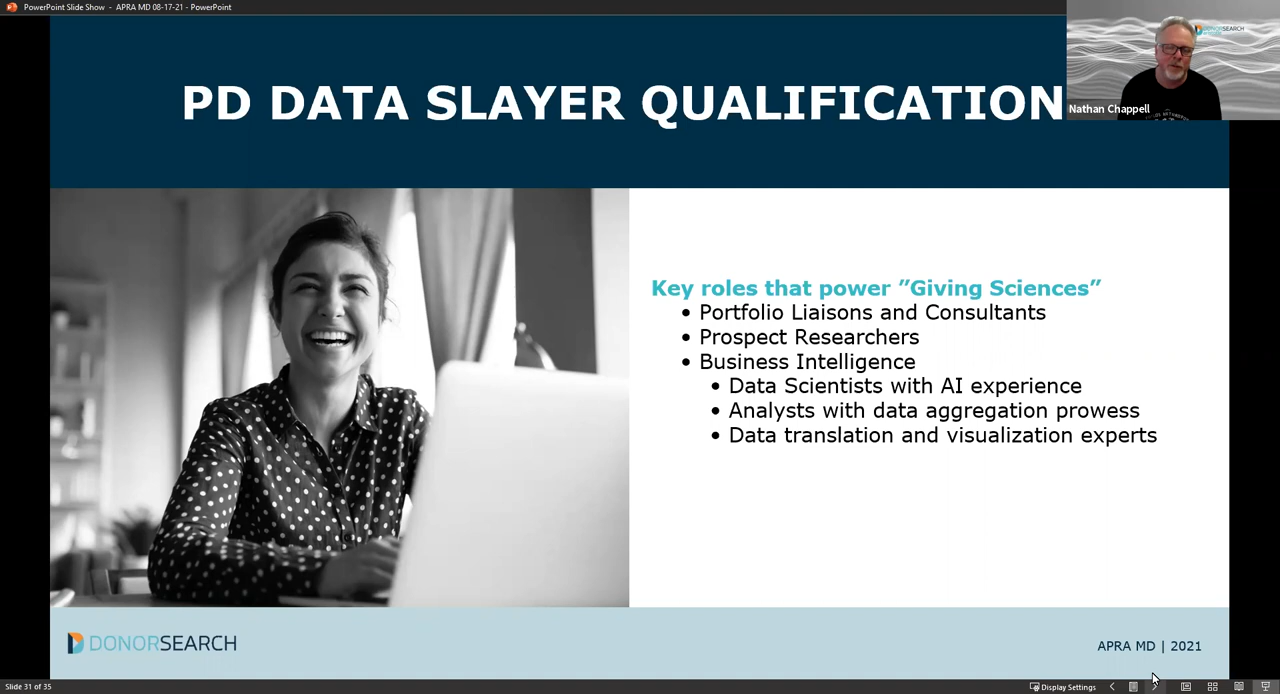 PowerPoint Slide Show - APRA MD 08-17-21 - PowerPoint
DONORSEARCH
Nathan Chappell
PD DATA SLAYER QUALIFICATION
Key roles that power ”Giving Sciences”
• Portfolio Liaisons and Consultants
• Prospect Researchers
• Business Intelligence
• Data Scientists with AI experience
• Analysts with data aggregation prowess
• Data translation and visualization experts
DONORSEARCH
APRA MD | 2021
Slide 31 of 35
Display Settings